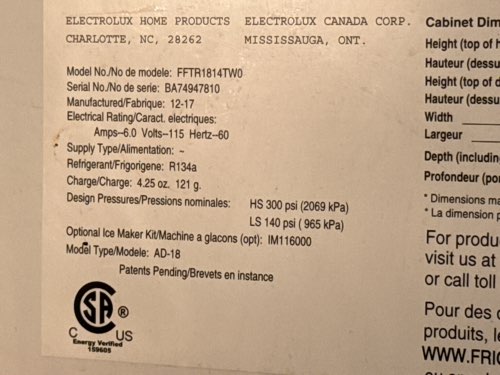 ELECTROLUX HOME PRODUCTS ELECTROLUX CANADA CORP.
CHARLOTTE, NC, 28262 MISSISSAUGA, ONT.
Model No./No de modele: FFTR1814TW0
Serial No./No de serie: BA74947810
Manufactured/Fabrique: 12-17
Electrical Rating/Caract. electriques:
Amps–6.0 Volts–115 Hertz–60
Supply Type/Alimentation: ~
Refrigerant/Frigorigene: R134a
Charge/Charge: 4.25 oz. 121 g.
Design Pressures/Pressions nominales: HS 300 psi (2069 kPa)
LS 140 psi ( 965 kPa)
Optional Ice Maker Kit/Machine a glacons (opt): IM116000
Model Type/Modele: AD-18
Patents Pending/Brevets en instance
SA ®
C US
Energy Verified
159605
Cabinet Dim
Height (top of h
Hauteur (dessu
Height (top of d
Hauteur (dessu
Width
Largeur
Depth (includin
Profondeur (po
* Dimensions ma
* La dimension p
For produ
visit us at
or call toll
Pour des
produits, le
WWW.FRIG